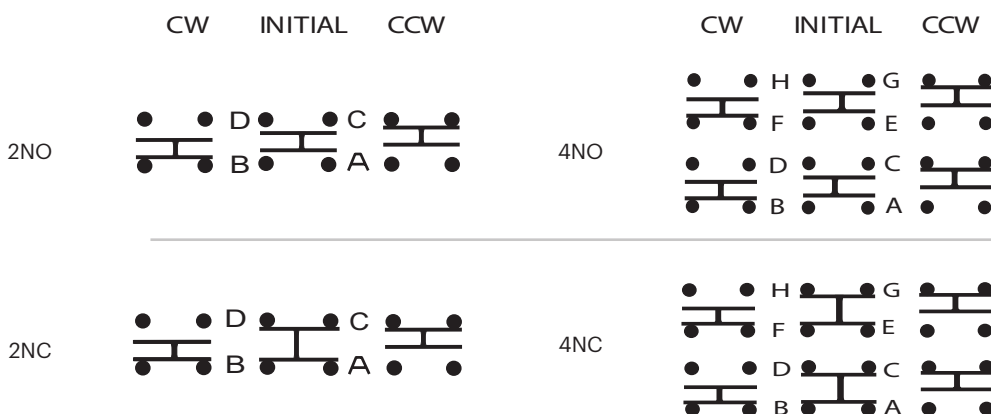 CW INITIAL CCW
CW INITIAL CCW
D C
2NO
B A
H G
F E
4NO
D C
B A
D C
2NC
B A
H G
F E
4NC
D C
B A